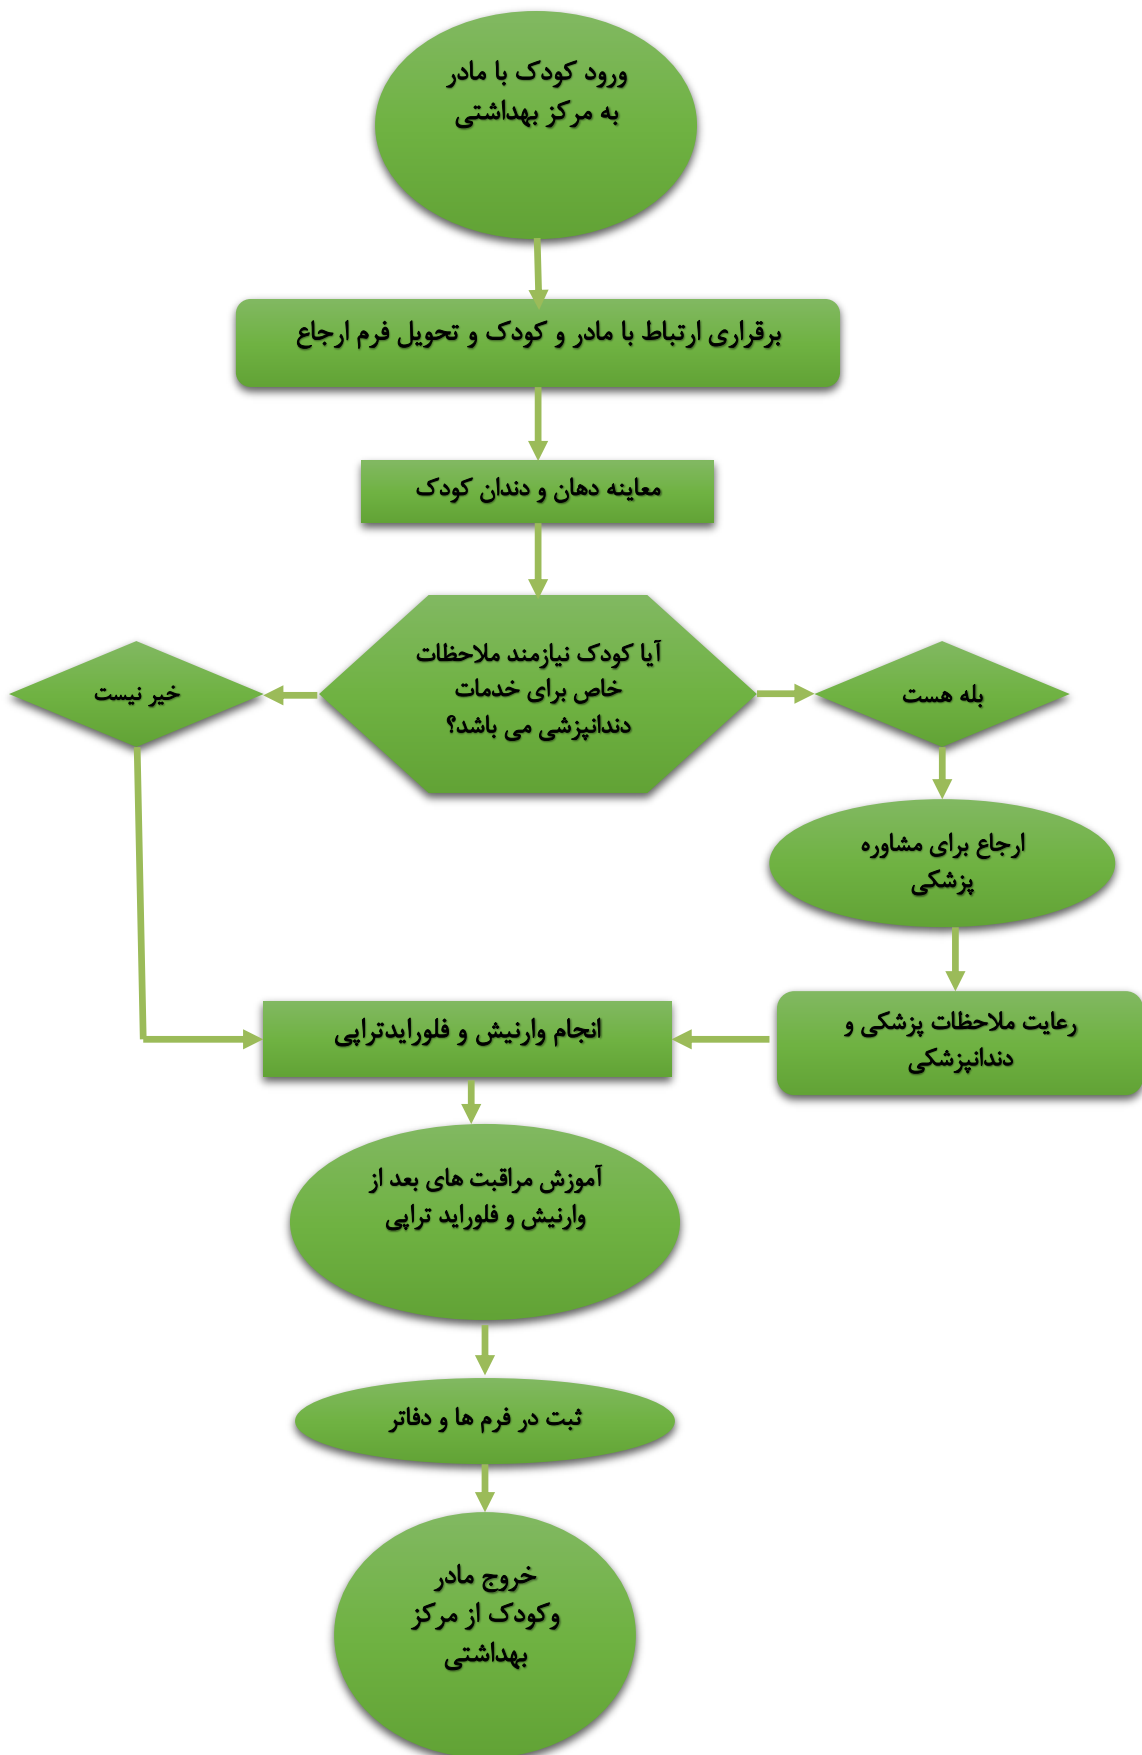 ورود کودک با مادر
به مرکز بهداشتی
برقراری ارتباط با مادر و کودک و تحویل فرم ارجاع
معاینه دهان و دندان کودک
آیا کودک نیازمند ملاحظات
خاص برای خدمات
دندانپزشی می باشد؟
بله هست
خیر نیست
ارجاع برای مشاوره
پزشکی
رعایت ملاحظات پزشکی و
دندانپزشکی
انجام وارنیش و فلورایدتراپی
آموزش مراقبت های بعد از
وارنیش و فلوراید تراپی
ثبت در فرم ها و دفاتر
خروج مادر
وکودک از مرکز
بهداشتی